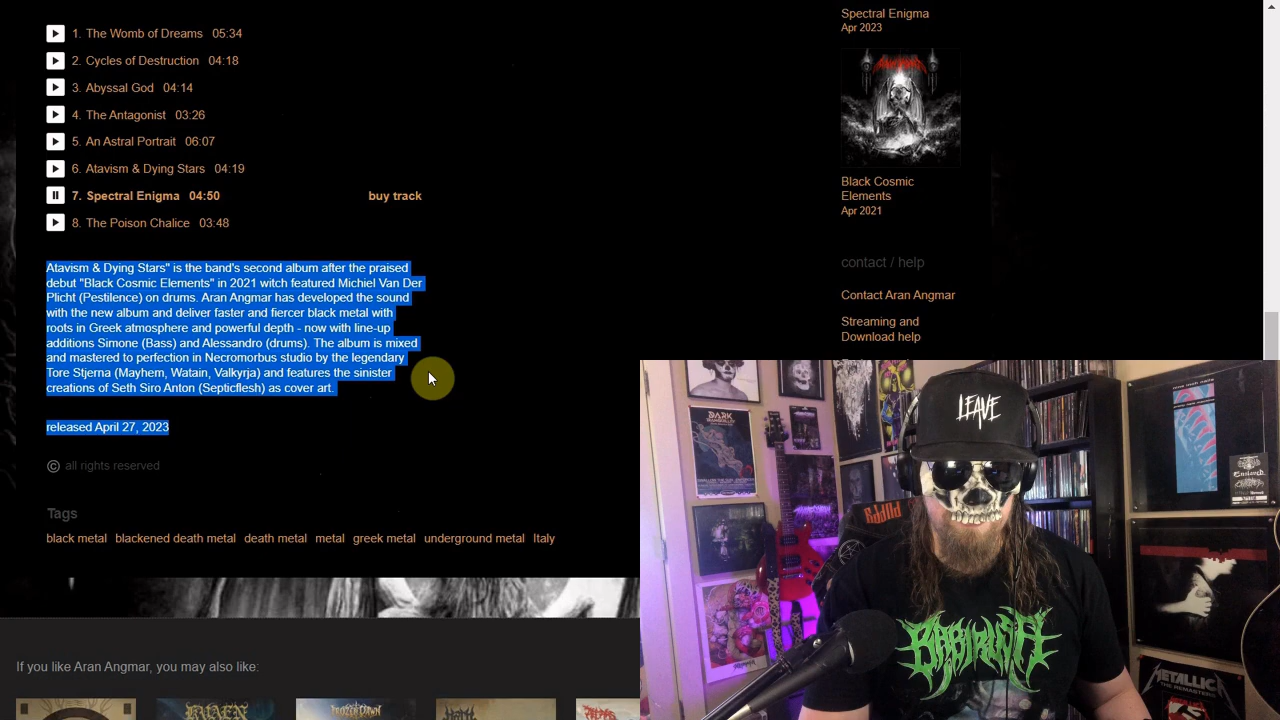 1. The Womb of Dreams 05:34
2. Cycles of Destruction 04:18
3. Abyssal God 04:14
4. The Antagonist 03:26
5. An Astral Portrait 06:07
6. Atavism & Dying Stars 04:19
7. Spectral Enigma 04:50 buy track
8. The Poison Chalice 03:48
Atavism & Dying Stars" is the band's second album after the praised
debut "Black Cosmic Elements" in 2021 witch featured Michiel Van Der
Plicht (Pestilence) on drums. Aran Angmar has developed the sound
with the new album and deliver faster and fiercer black metal with
roots in Greek atmosphere and powerful depth - now with line-up
additions Simone (Bass) and Alessandro (drums). The album is mixed
and mastered to perfection in Necromorbus studio by the legendary
Tore Stjerna (Mayhem, Watain, Valkyrja) and features the sinister
creations of Seth Siro Anton (Septicflesh) as cover art.
released April 27, 2023
© all rights reserved
Tags
black metal blackened death metal death metal metal greek metal underground metal Italy
If you like Aran Angmar, you may also like:
Spectral Enigma
Apr 2023
Black Cosmic
Elements
Apr 2021
contact / help
Contact Aran Angmar
Streaming and
Download help
LEAVE
DARK
TRANQUILLITY
POPPY
Enslaved
BABIRUSA
METALLICA
THE REMASTERS